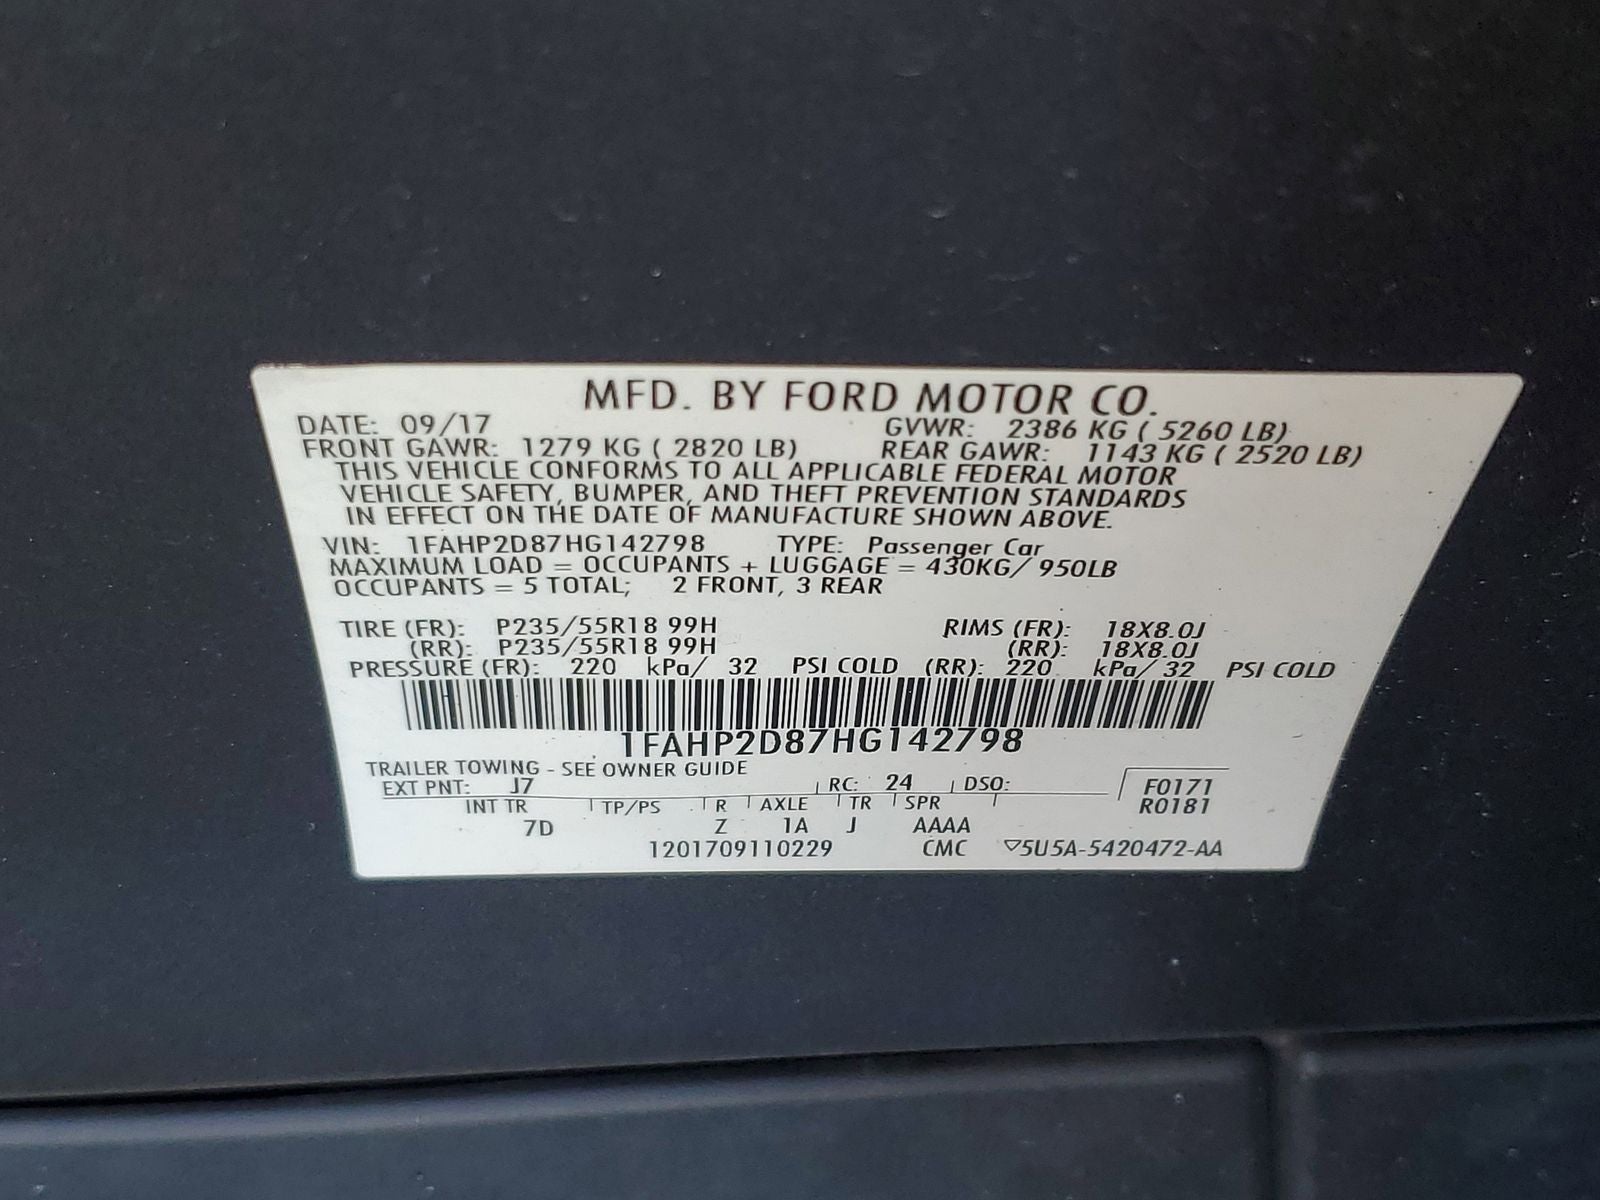 MFD. BY FORD MOTOR CO.
DATE: 09/17 GVWR: 2386 KG ( 5260 LB)
FRONT GAWR: 1279 KG ( 2820 LB) REAR GAWR: 1143 KG ( 2520 LB)
THIS VEHICLE CONFORMS TO ALL APPLICABLE FEDERAL MOTOR
VEHICLE SAFETY, BUMPER, AND THEFT PREVENTION STANDARDS
IN EFFECT ON THE DATE OF MANUFACTURE SHOWN ABOVE.
VIN: 1FAHP2D87HG142798 TYPE: Passenger Car
MAXIMUM LOAD = OCCUPANTS + LUGGAGE = 430KG/ 950LB
OCCUPANTS = 5 TOTAL; 2 FRONT, 3 REAR
TIRE (FR): P235/55R18 99H RIMS (FR): 18X8.0J
(RR): P235/55R18 99H (RR): 18X8.0J
PRESSURE (FR): 220 kPa/ 32 PSI COLD (RR): 220 kPa/ 32 PSI COLD
1FAHP2D87HG142798
TRAILER TOWING - SEE OWNER GUIDE
EXT PNT: J7 RC: 24 DSO: F0171
INT TR TP/PS R AXLE TR SPR R0181
7D Z 1A J AAAA
1201709110229 CMC ▽5U5A-5420472-AA